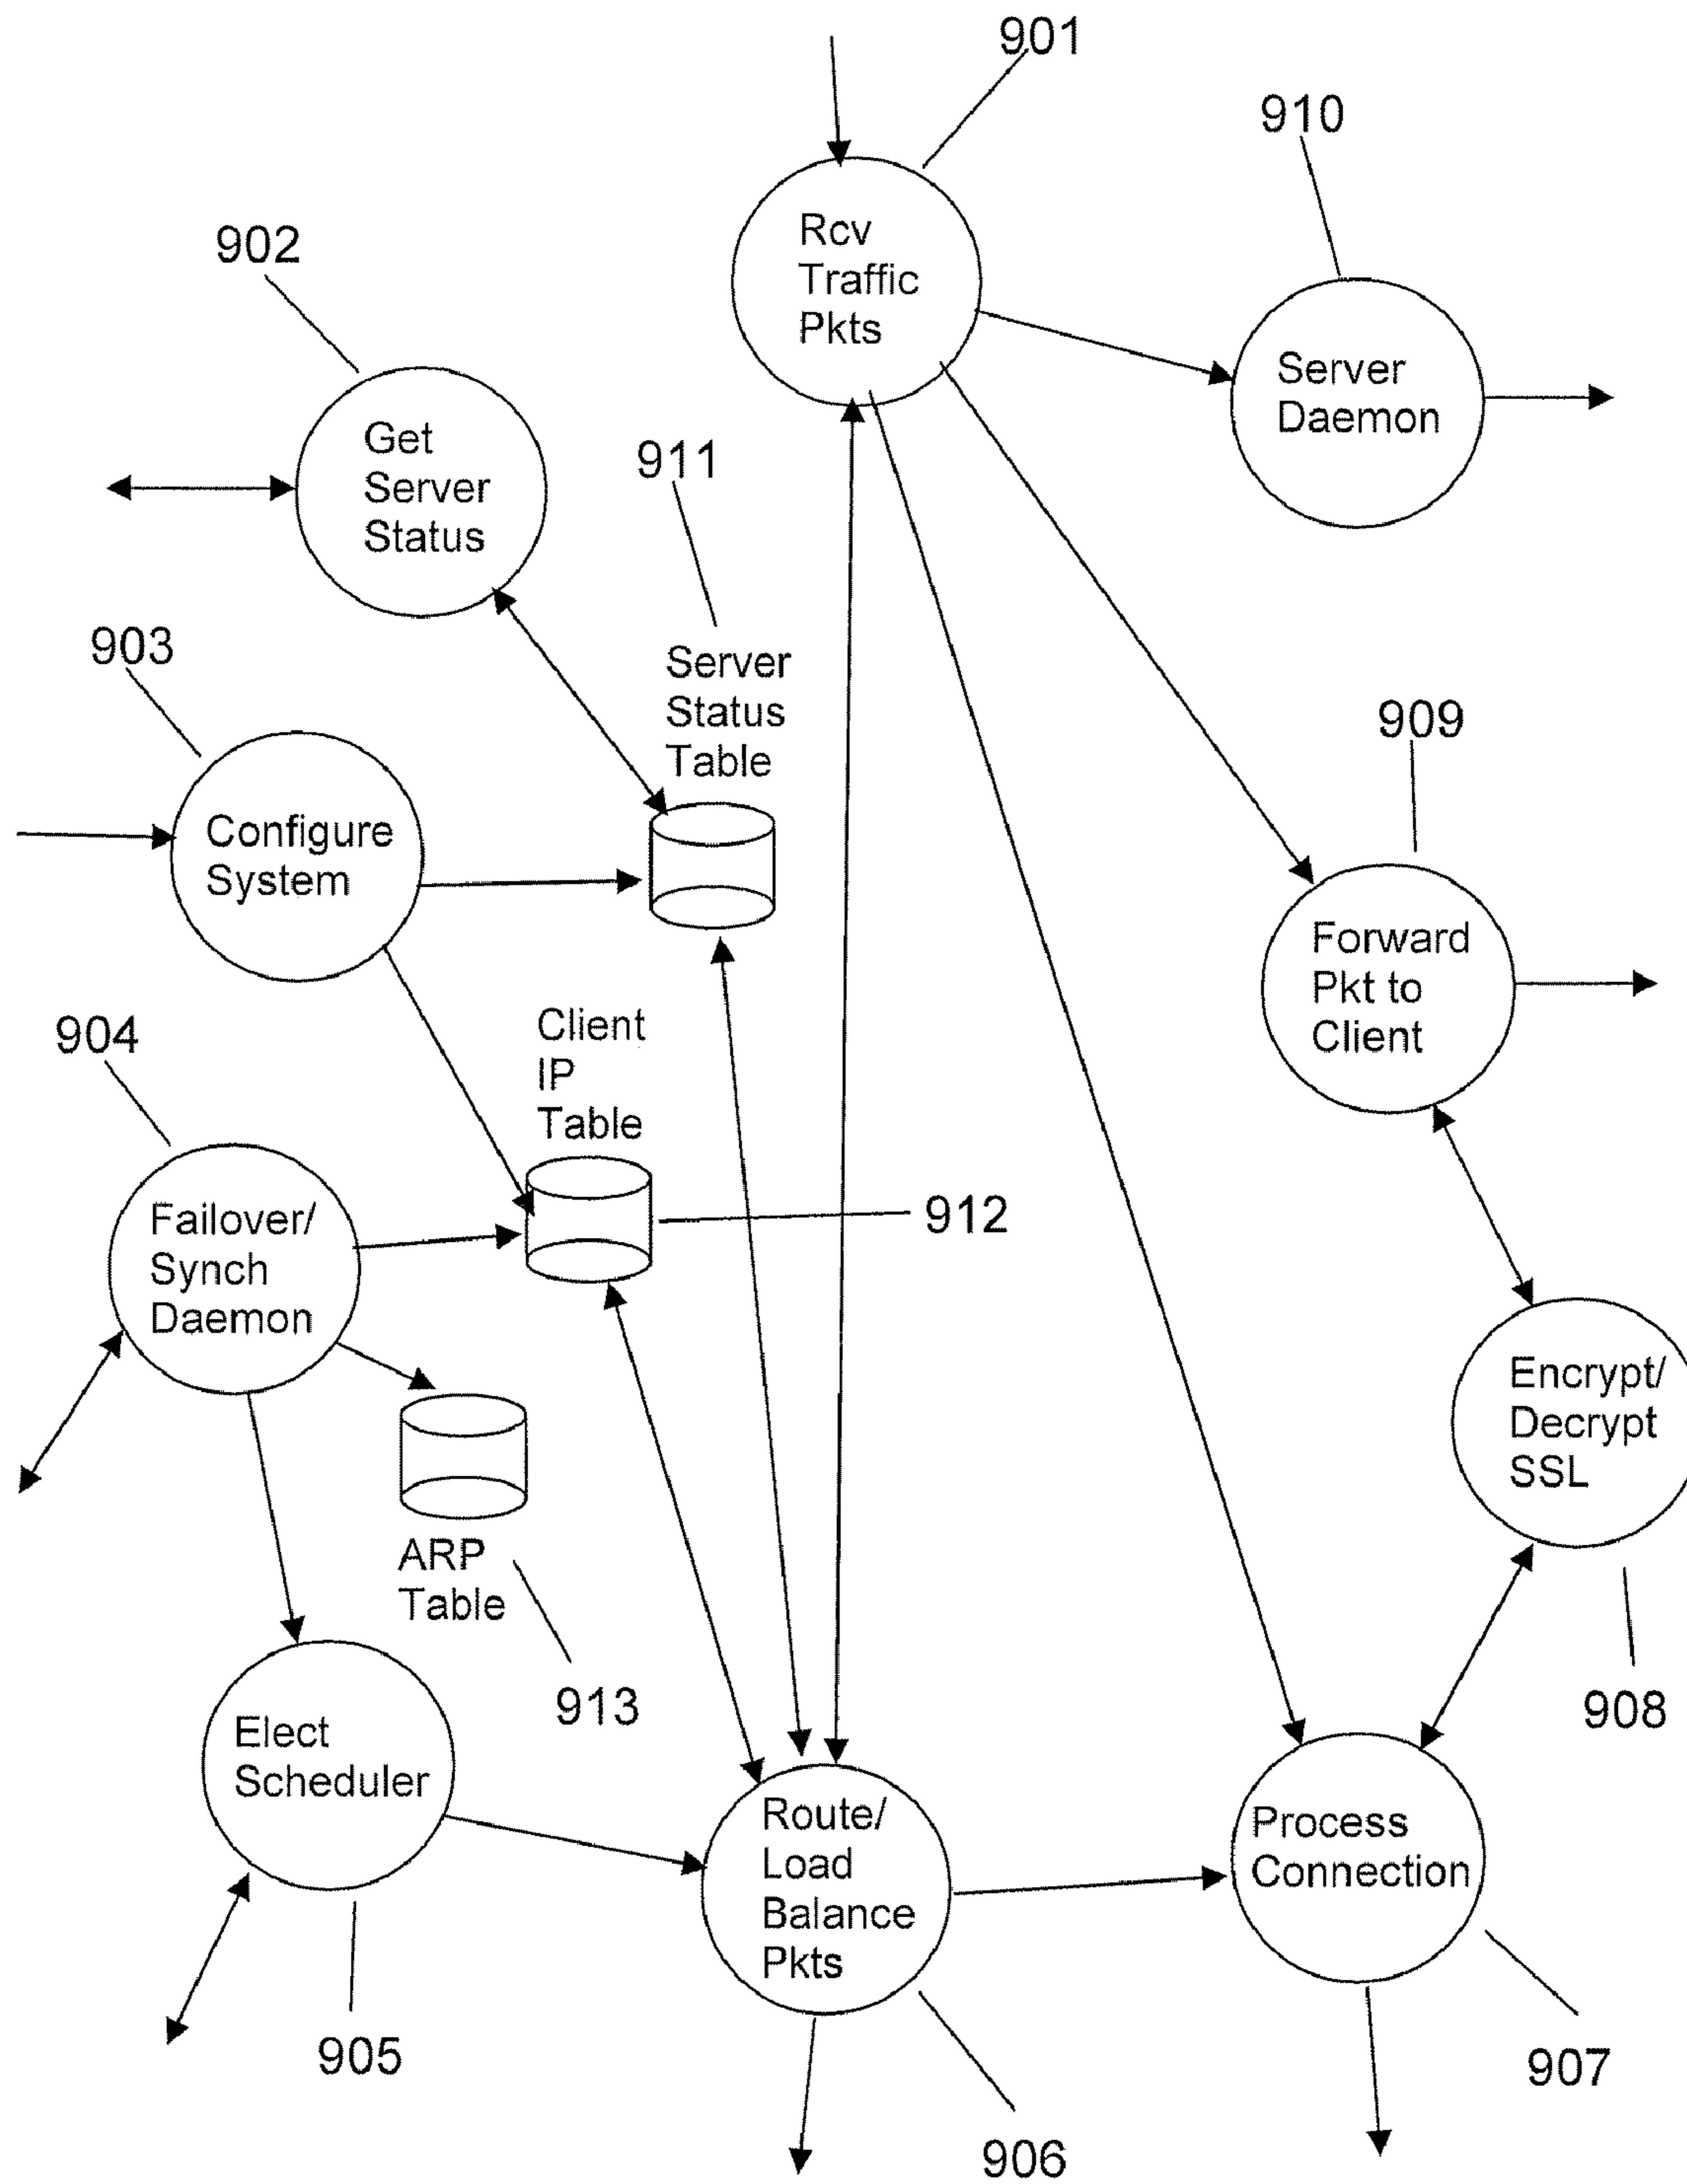 901
910
Rcv
Traffic
Pkts
902
Server
Daemon
Get
Server
Status
911
903
Server
Status
Table
909
Configure
System
Forward
Pkt to
Client
904
Client
IP
Table
912
Failover/
Synch
Daemon
Encrypt/
Decrypt
SSL
ARP
Table
913
908
Elect
Scheduler
Route/
Load
Balance
Pkts
Process
Connection
905
907
906